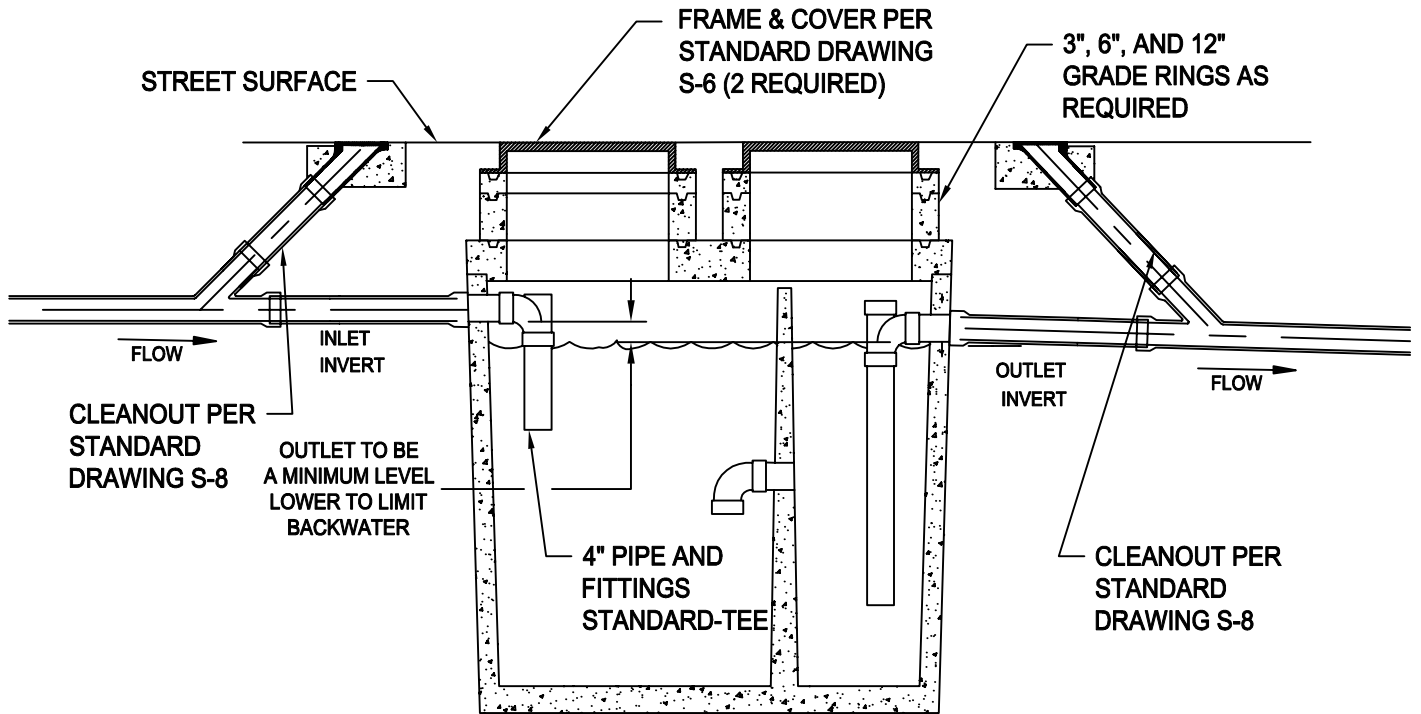 FRAME & COVER PER
STANDARD DRAWING
S-6 (2 REQUIRED)
3", 6", AND 12"
GRADE RINGS AS
REQUIRED
STREET SURFACE
FLOW
INLET
INVERT
OUTLET
INVERT
FLOW
CLEANOUT PER
STANDARD
DRAWING S-8
OUTLET TO BE
A MINIMUM LEVEL
LOWER TO LIMIT
BACKWATER
4" PIPE AND
FITTINGS
STANDARD-TEE
CLEANOUT PER
STANDARD
DRAWING S-8